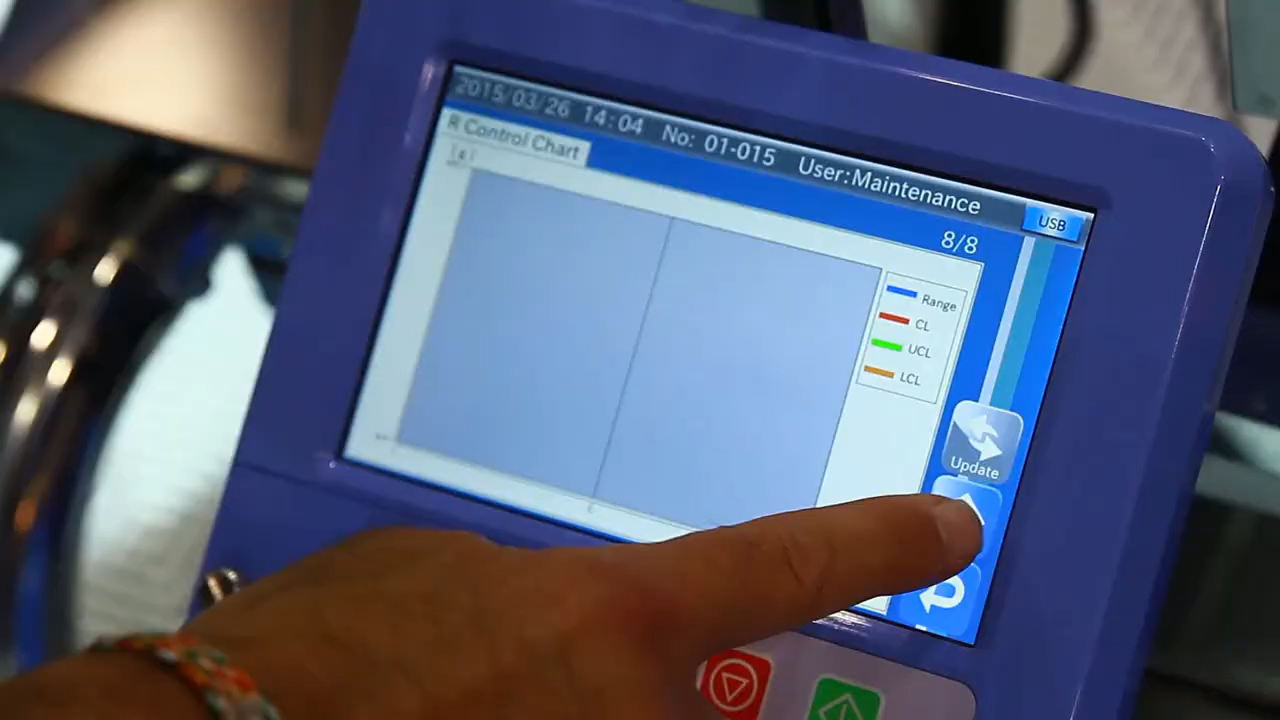 2015/03/26 14:04 No: 01-015 User:Maintenance USB
R Control Chart
8/8
Range
CL
UCL
LCL
Update